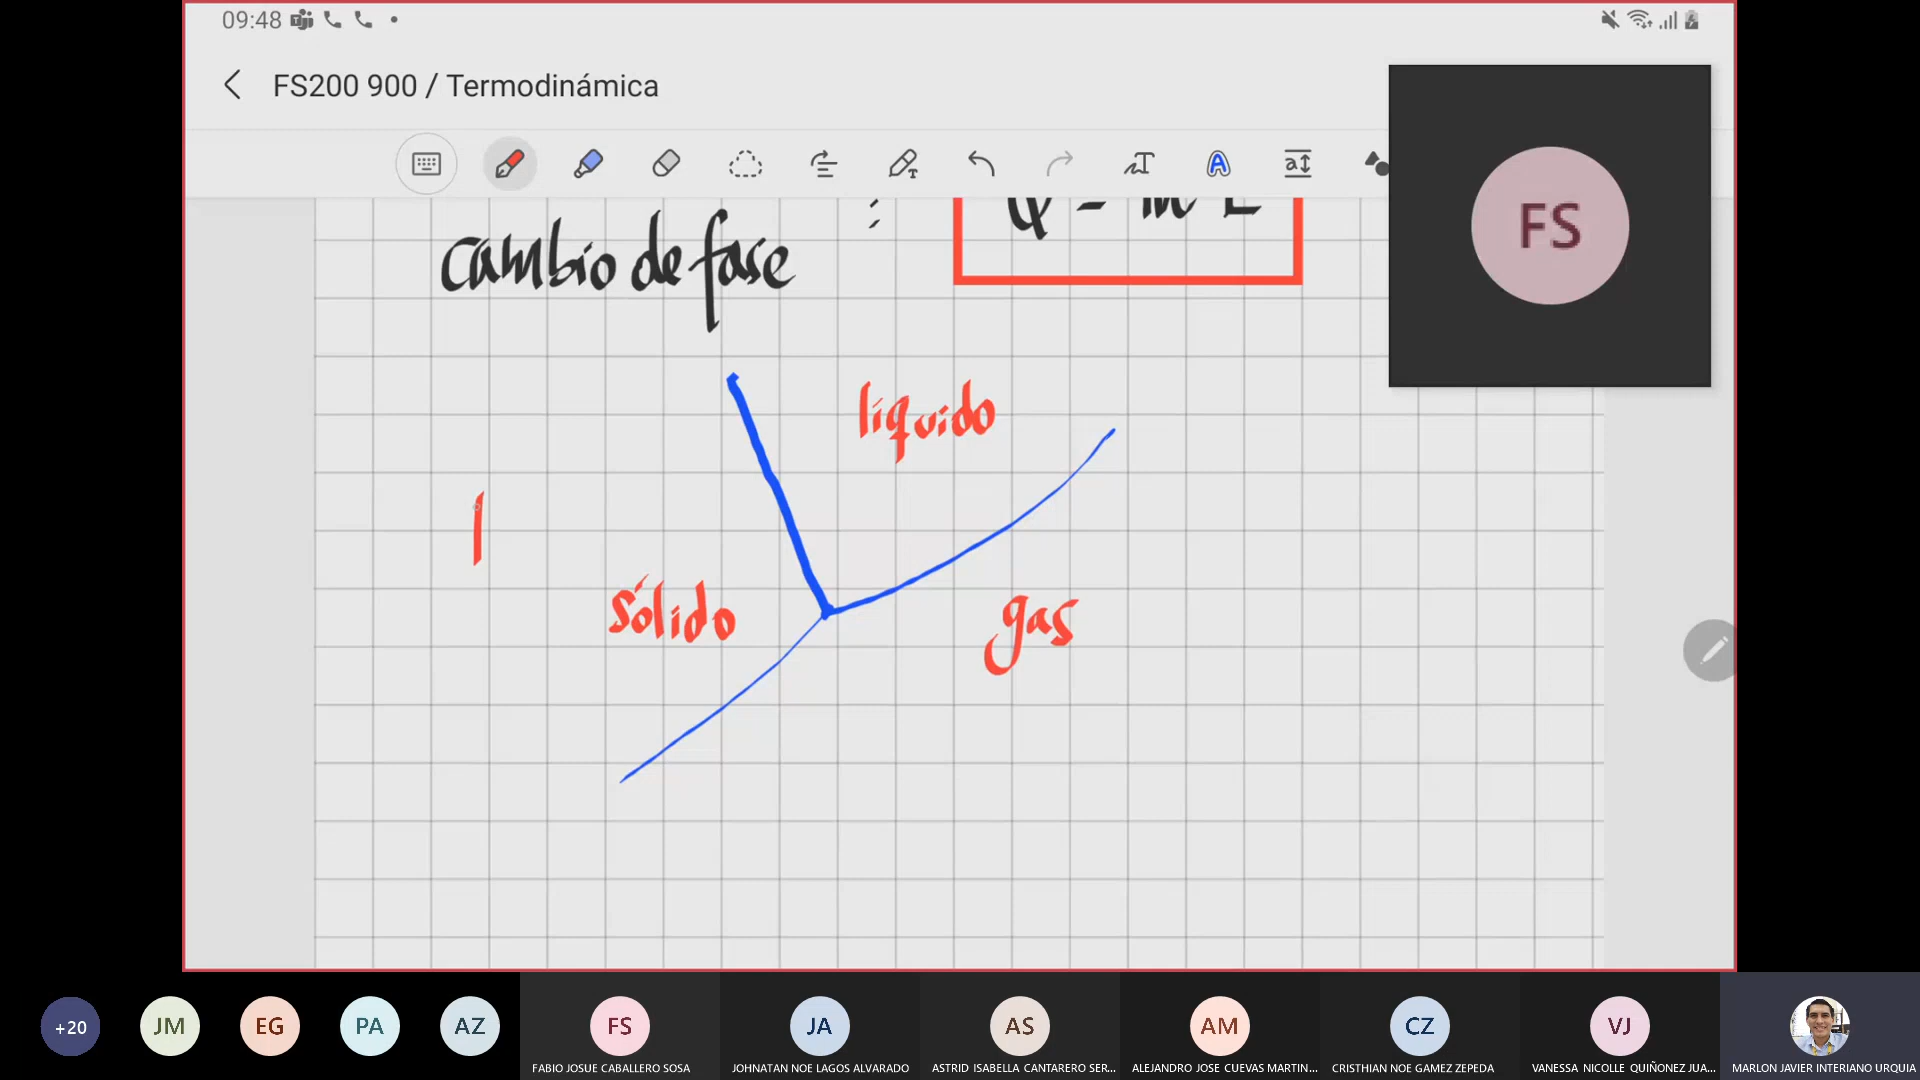 09:48
FS200 900 / Termodinámica
FS
cambio de fase : Q = m L
líquido
sólido
gas
+20
JM
EG
PA
AZ
FS
JA
AS
AM
CZ
VJ
FABIO JOSUE CABALLERO SOSA
JOHNATAN NOE LAGOS ALVARADO
ASTRID ISABELLA CANTARERO SER...
ALEJANDRO JOSE CUEVAS MARTIN...
CRISTHIAN NOE GAMEZ ZEPEDA
VANESSA NICOLLE QUIÑONEZ JUA...
MARLON JAVIER INTERIANO URQUIA